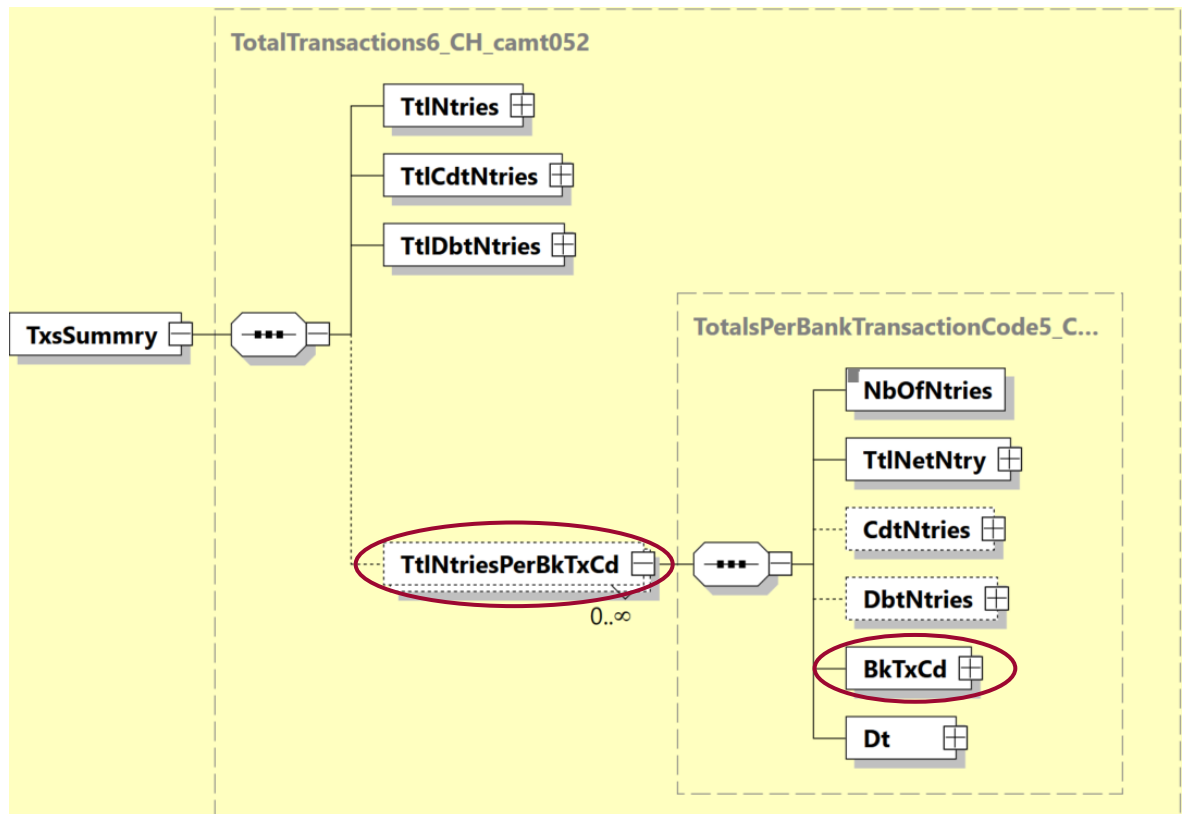 TotalTransactions6_CH_camt052
TtlNtries
TtlCdtNtries
TtlDbtNtries
TxsSummry
TotalsPerBankTransactionCode5_C...
NbOfNtries
TtlNetNtry
CdtNtries
TtlNtriesPerBkTxCd
0..∞
DbtNtries
BkTxCd
Dt